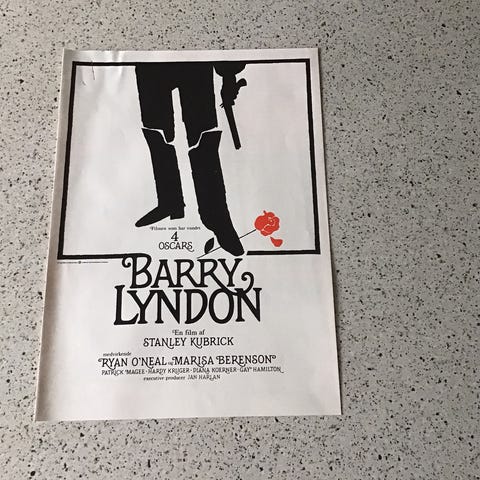 Filmen som har vundet
4
OSCARS
BARRY
LYNDON
En film af
STANLEY KUBRICK
medvirkende
RYAN O'NEAL og MARISA BERENSON
PATRICK MAGEE · HARDY KRUGER · DIANA KOERNER · GAY HAMILTON
executive producer JAN HARLAN